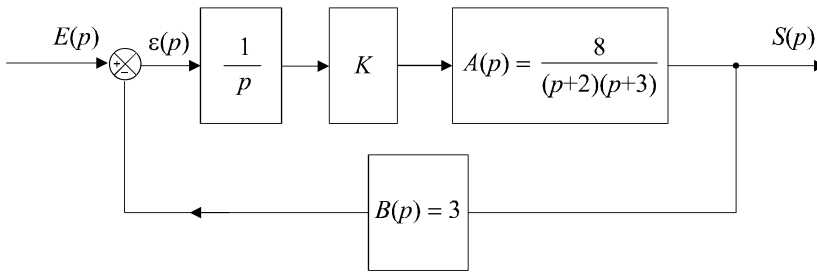 E(p)
+
−
ε(p)
1
p
K
A(p) = 8
(p+2)(p+3)
S(p)
B(p) = 3